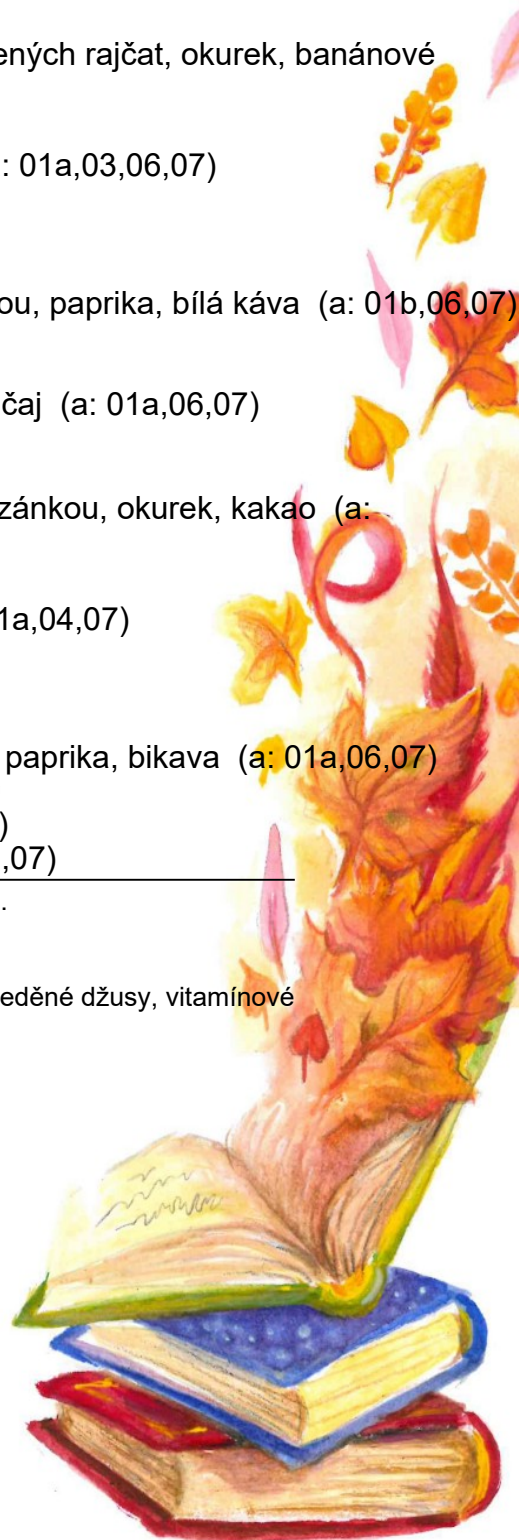 ených rajčat, okurek, banánové
: 01a,03,06,07)
ou, paprika, bílá káva (a: 01b,06,07)
čaj (a: 01a,06,07)
zánkou, okurek, kakao (a:
1a,04,07)
paprika, bikava (a: 01a,06,07)
)
,07)
.
eděné džusy, vitamínové